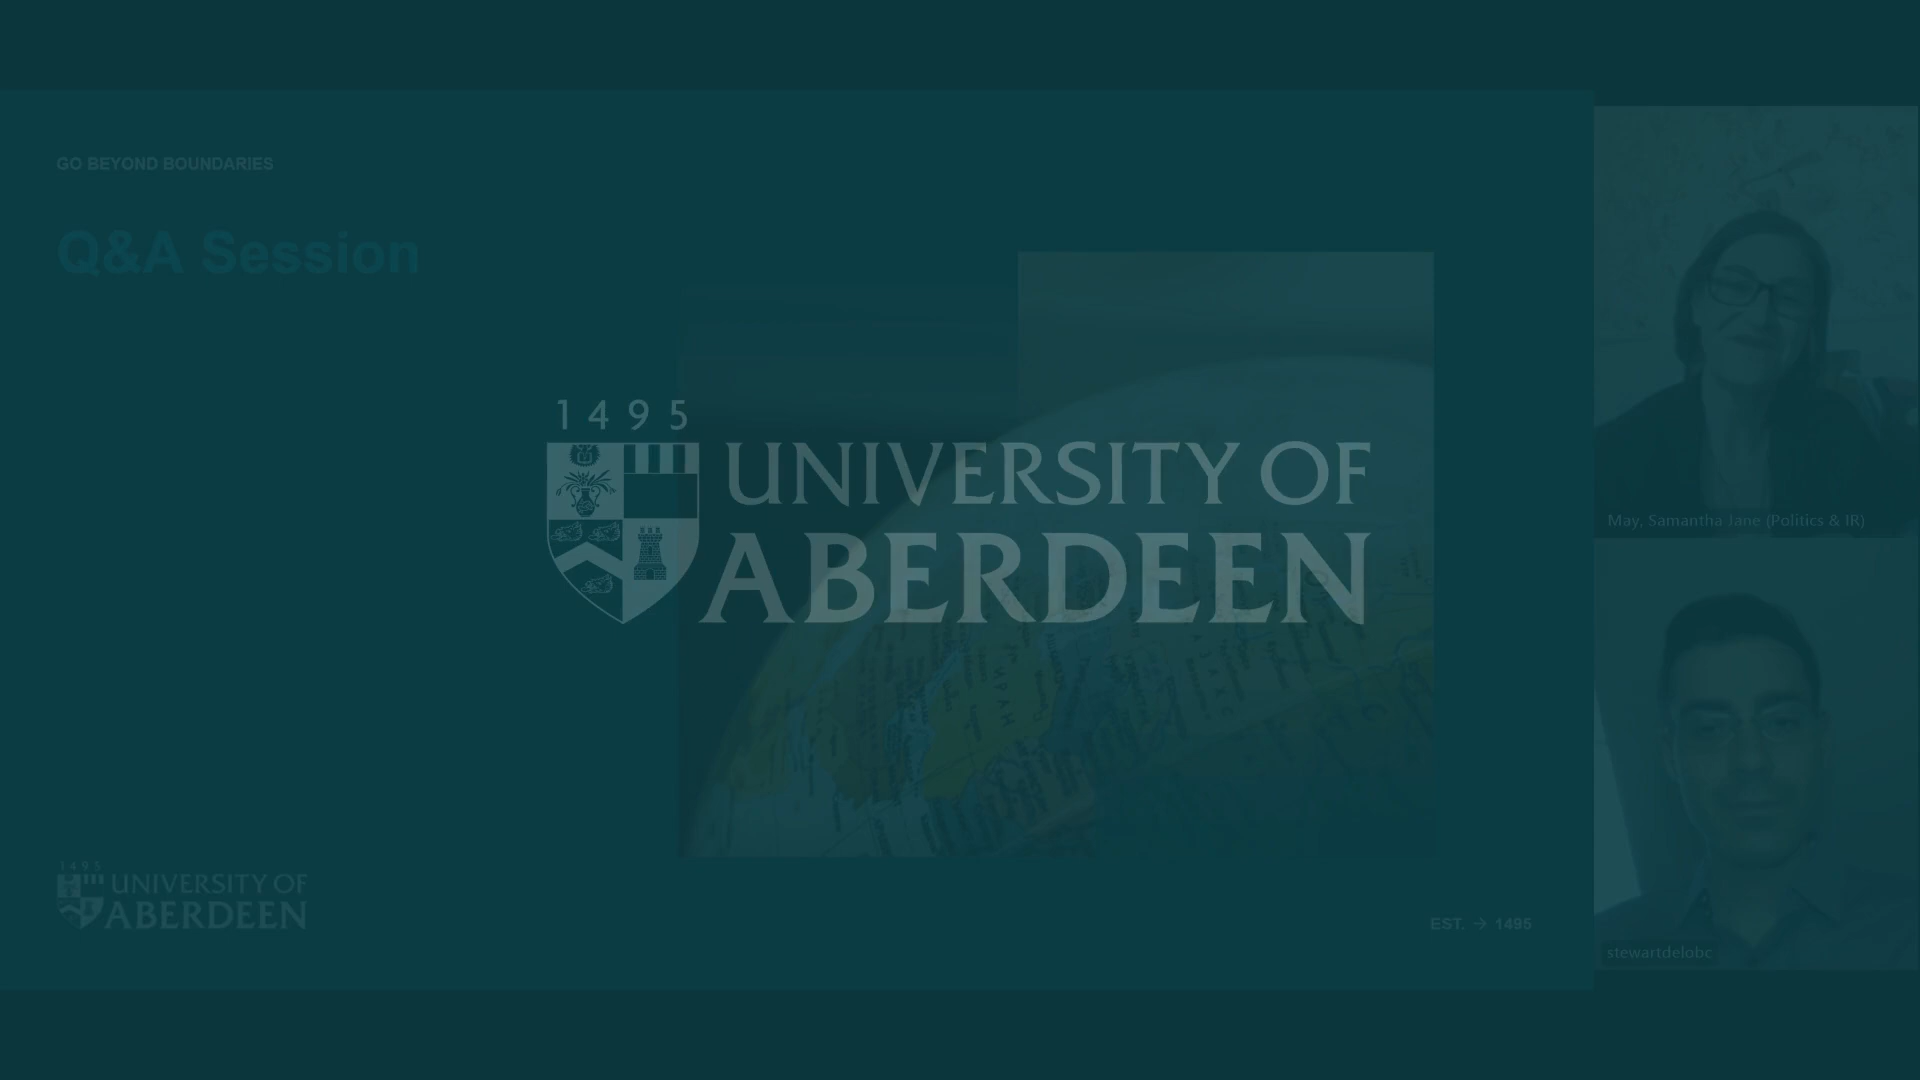 GO BEYOND BOUNDARIES
Q&A Session
1495
UNIVERSITY OF
ABERDEEN
May, Samantha Jane (Politics & IR)
stewartdelobc
1495
UNIVERSITY OF
ABERDEEN
EST. → 1495